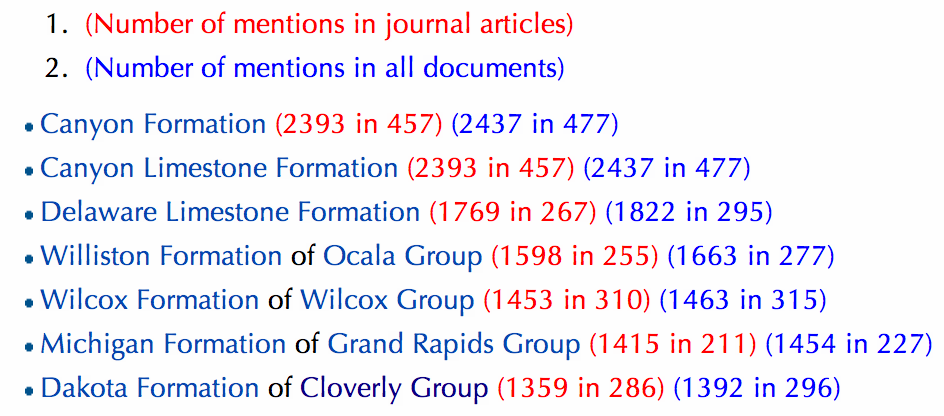 1. (Number of mentions in journal articles)
2. (Number of mentions in all documents)
• Canyon Formation (2393 in 457) (2437 in 477)
• Canyon Limestone Formation (2393 in 457) (2437 in 477)
• Delaware Limestone Formation (1769 in 267) (1822 in 295)
• Williston Formation of Ocala Group (1598 in 255) (1663 in 277)
• Wilcox Formation of Wilcox Group (1453 in 310) (1463 in 315)
• Michigan Formation of Grand Rapids Group (1415 in 211) (1454 in 227)
• Dakota Formation of Cloverly Group (1359 in 286) (1392 in 296)